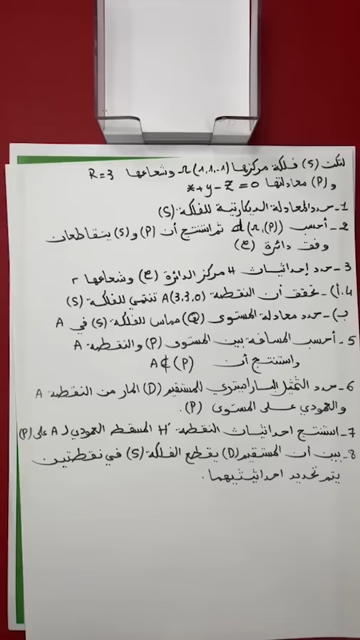 لتكن (S) فلكة مركزها Ω(1,1,-1) وشعاعها R=3
و (P) معادلتها x+y-z=0
1- حدد المعادلة الديكارتية للفلكة (S)
2- أحسب d(Ω,(P)) ثم استنتج أن (P) و (S) يتقاطعان
وفق دائرة (C)
3- حدد إحداثيات H مركز الدائرة (C) وشعاعها r
4. أ)- تحقق أن النقطة A(3,3,0) تنتمي للفلكة (S)
ب)- حدد معادلة المستوى (Q) مماس للفلكة (S) في A
5- أحسب المسافة بين المستوى (P) والنقطة A
واستنتج أن A∉(P)
6- حدد التمثيل البارامتري للمستقيم (D) المار من النقطة A
والعمودي على المستوى (P).
7- استنتج إحداثيات النقطة H' المسقط العمودي لـ A على (P)
8- بين أن المستقيم (D) يقطع الفلكة (S) في نقطتين
يتم تحديد احداثيتيهما.